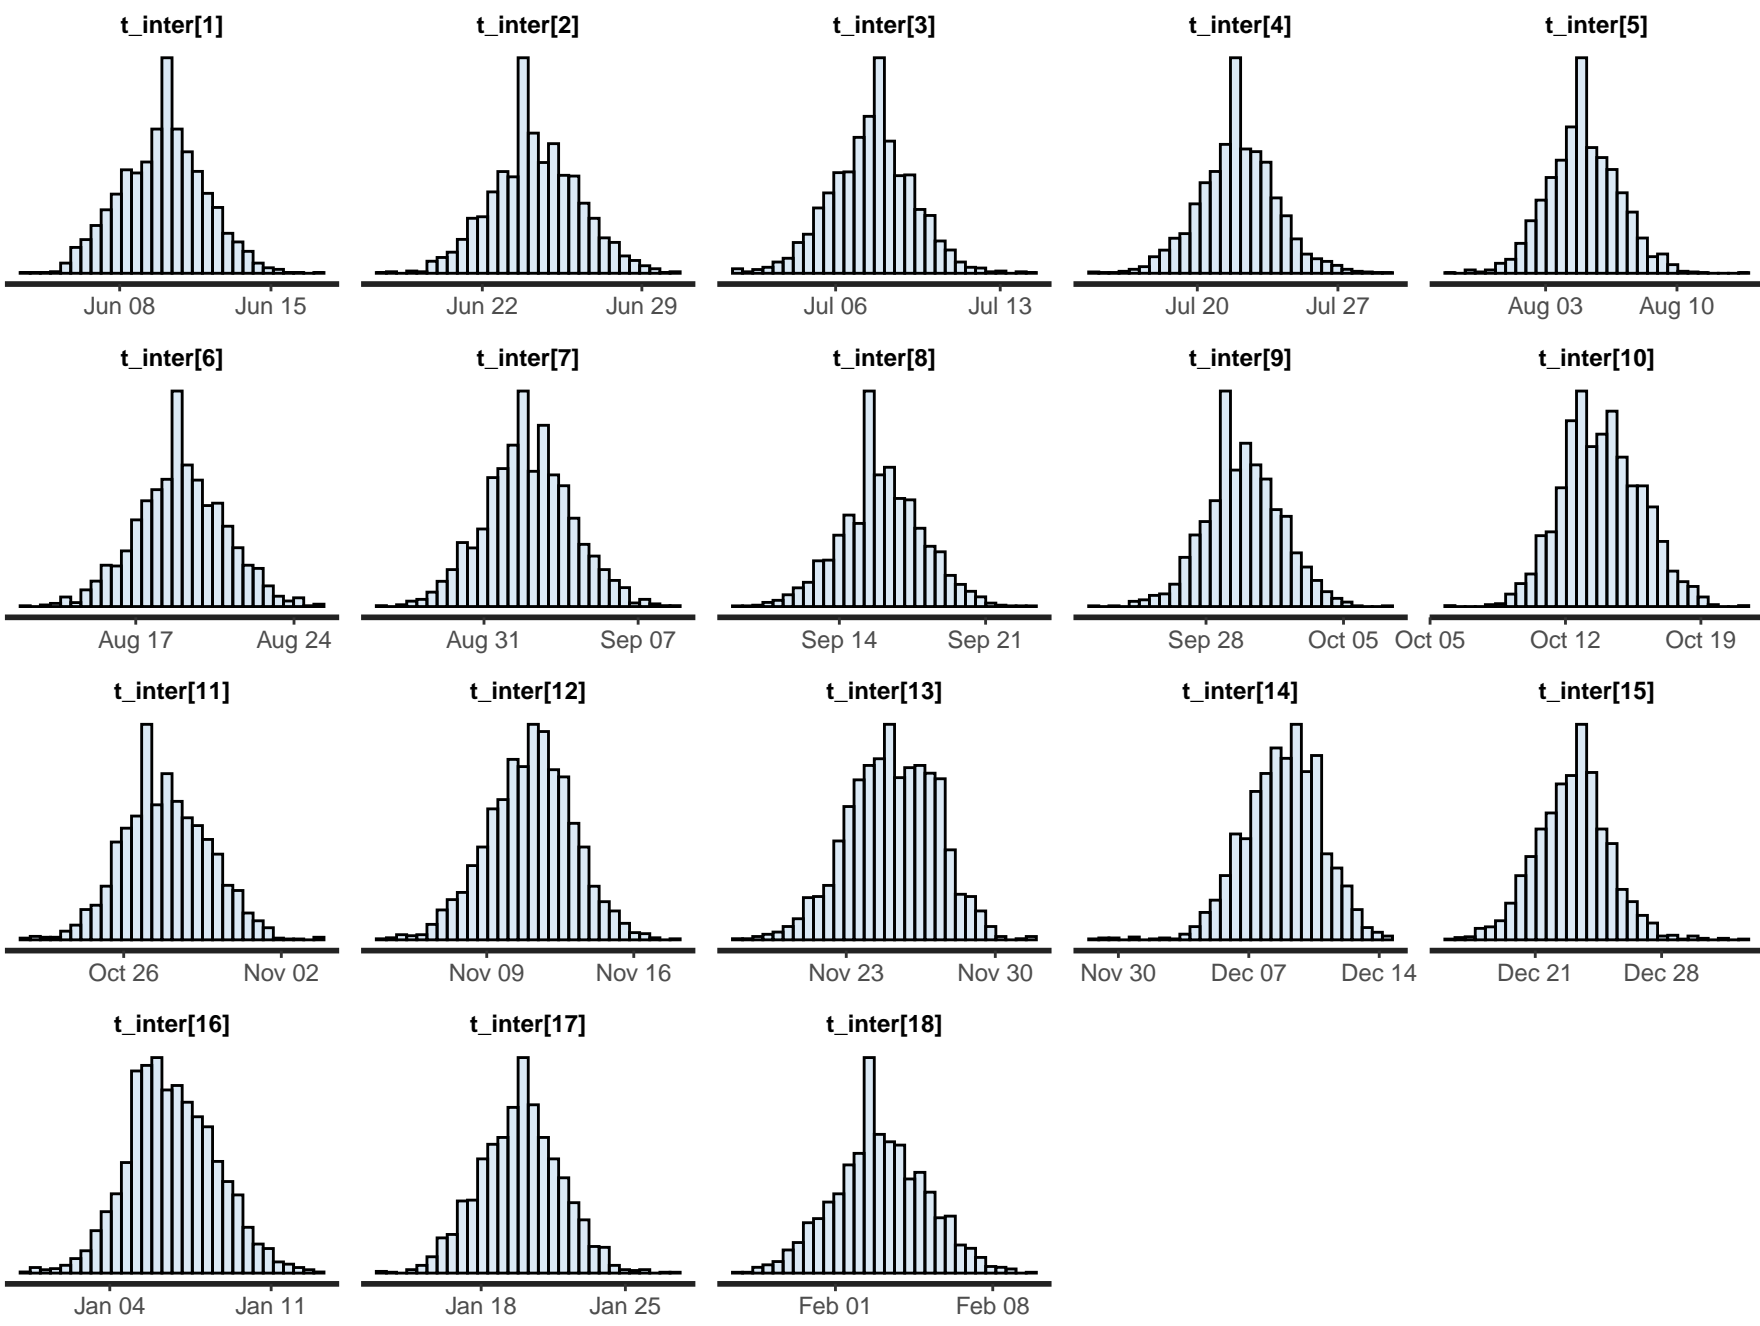 t_inter[1] t_inter[2] t_inter[3] t_inter[4] t_inter[5]
Jun 08 Jun 15 Jun 22 Jun 29 Jul 06 Jul 13 Jul 20 Jul 27 Aug 03 Aug 10
t_inter[6] t_inter[7] t_inter[8] t_inter[9] t_inter[10]
Aug 17 Aug 24 Aug 31 Sep 07 Sep 14 Sep 21 Sep 28 Oct 05 Oct 05 Oct 12 Oct 19
t_inter[11] t_inter[12] t_inter[13] t_inter[14] t_inter[15]
Oct 26 Nov 02 Nov 09 Nov 16 Nov 23 Nov 30 Nov 30 Dec 07 Dec 14 Dec 21 Dec 28
t_inter[16] t_inter[17] t_inter[18]
Jan 04 Jan 11 Jan 18 Jan 25 Feb 01 Feb 08